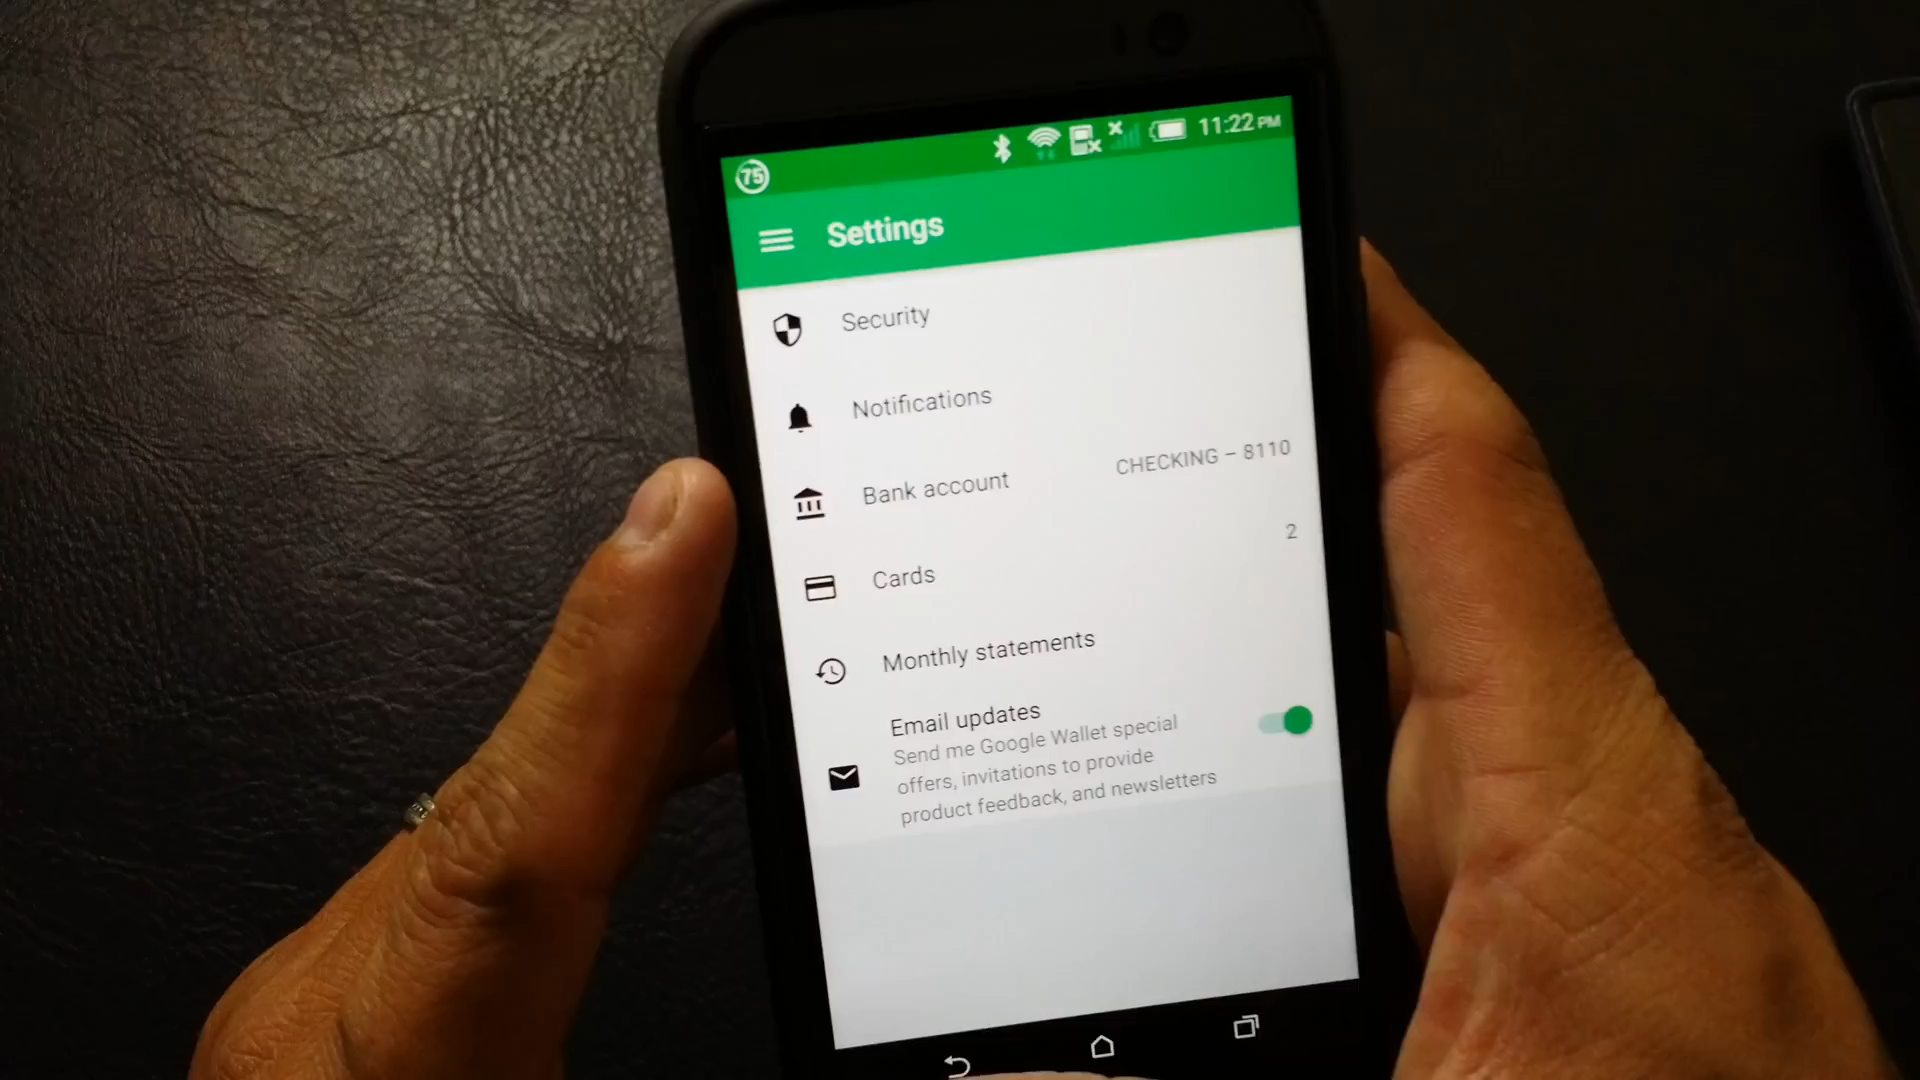 75
11:22 PM
Settings
Security
Notifications
Bank account
CHECKING – 8110
Cards
2
Monthly statements
Email updates
Send me Google Wallet special
offers, invitations to provide
product feedback, and newsletters